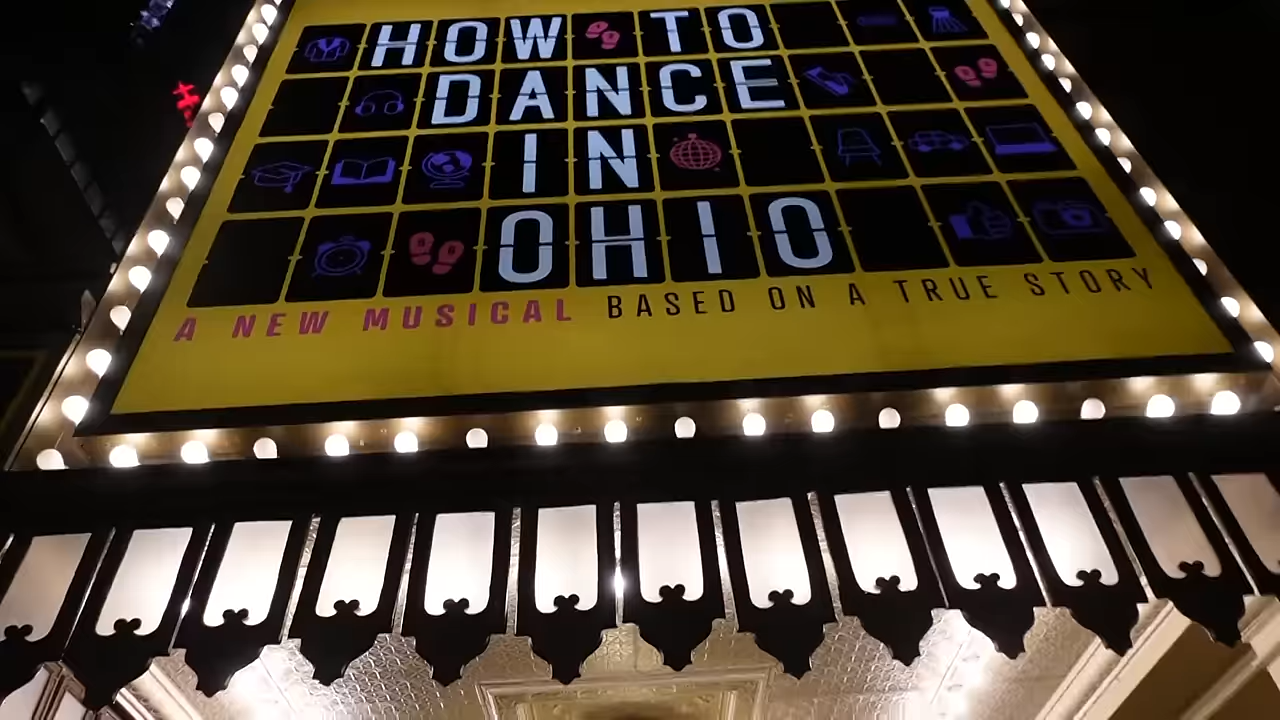 HOW TO
DANCE
IN
OHIO
A NEW MUSICAL BASED ON A TRUE STORY